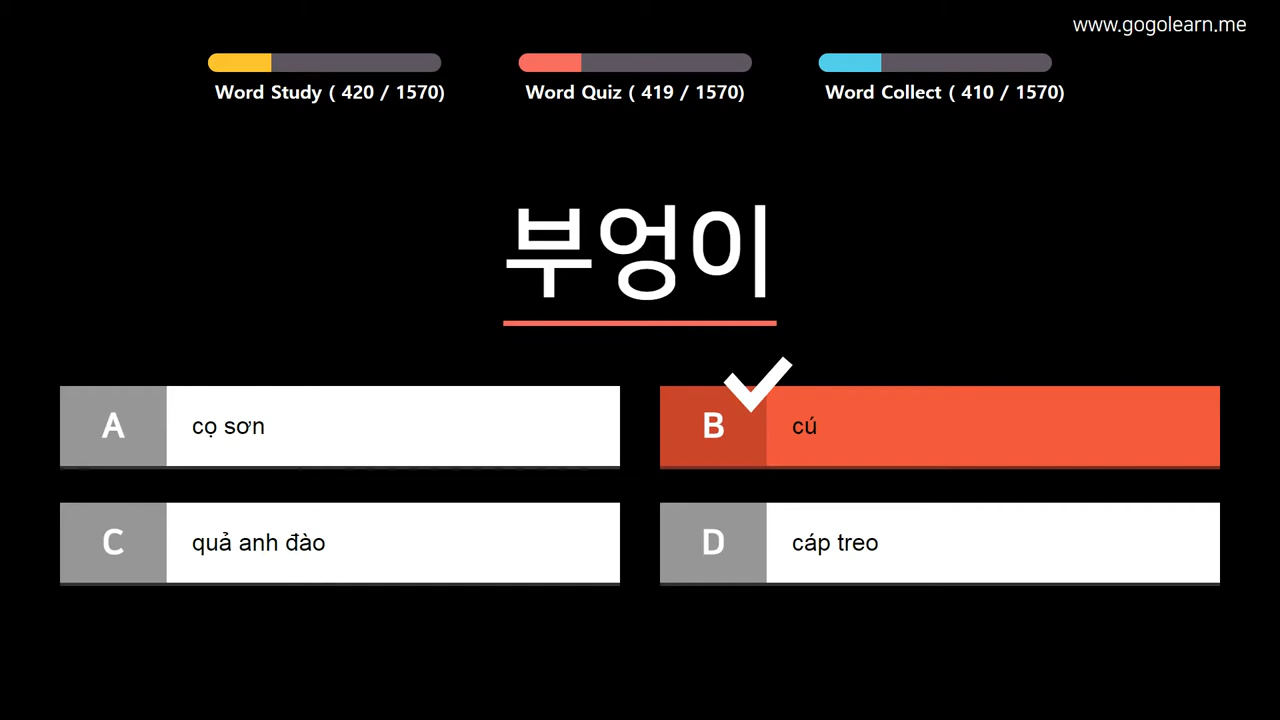 www.gogolearn.me
Word Study ( 420 / 1570)
Word Quiz ( 419 / 1570)
Word Collect ( 410 / 1570)
부엉이
A cọ sơn
B cú
C quả anh đào
D cáp treo